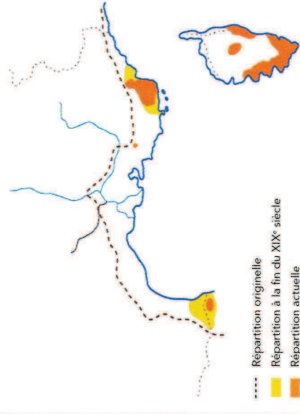 Répartition originelle
Répartition à la fin du XIXᵉ siècle
Répartition actuelle